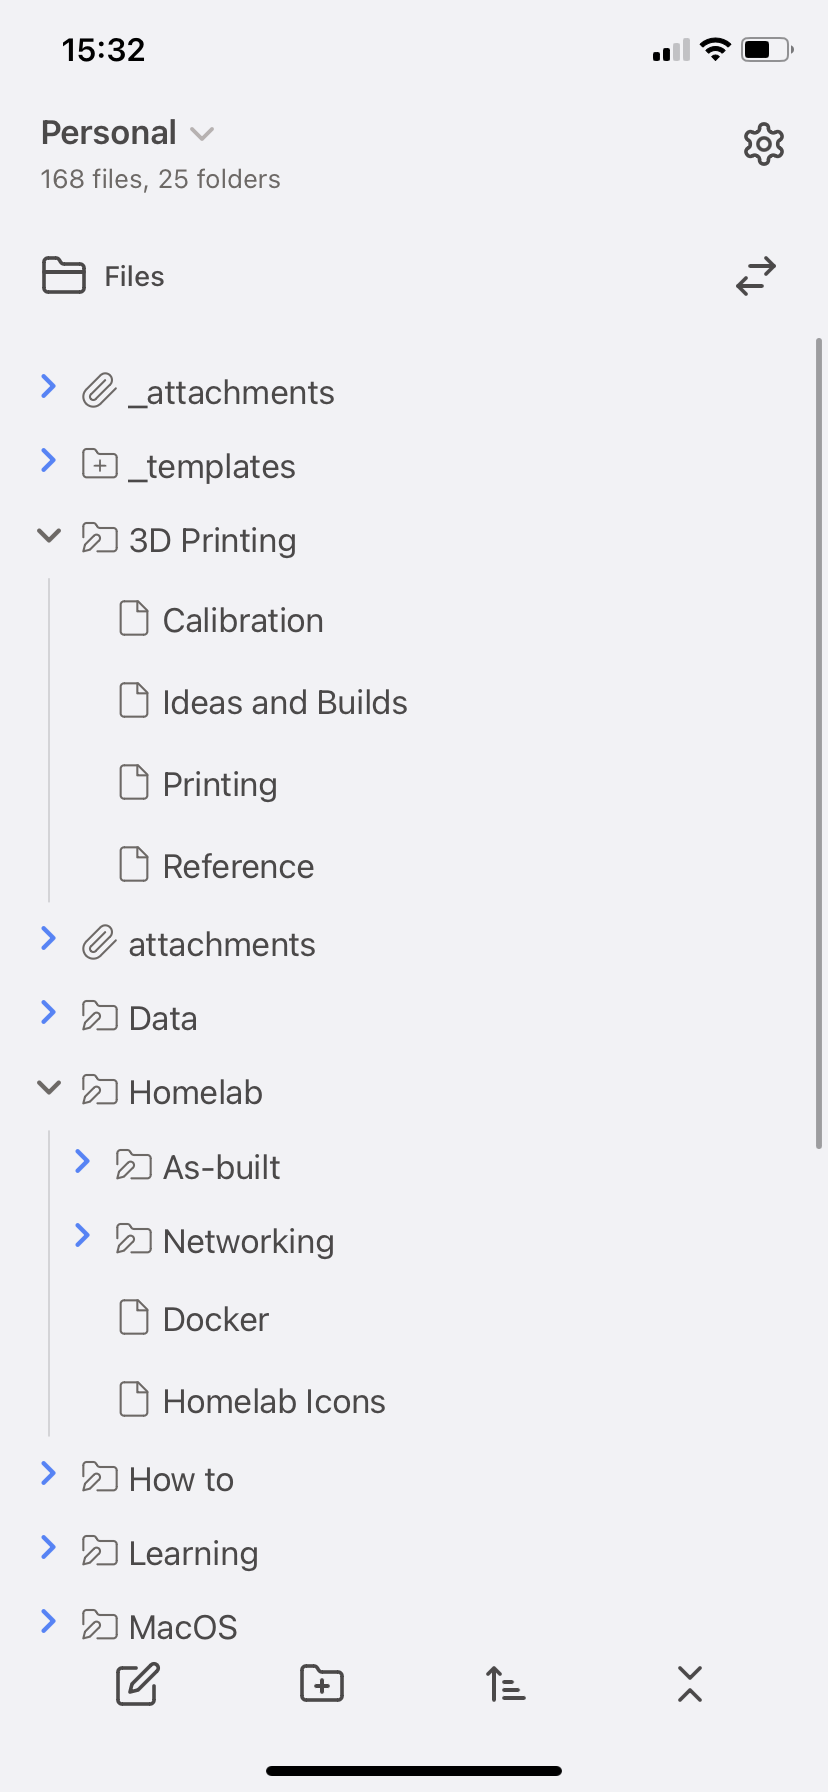 15:32
Personal
168 files, 25 folders
Files
_attachments
_templates
3D Printing
Calibration
Ideas and Builds
Printing
Reference
attachments
Data
Homelab
As-built
Networking
Docker
Homelab Icons
How to
Learning
MacOS